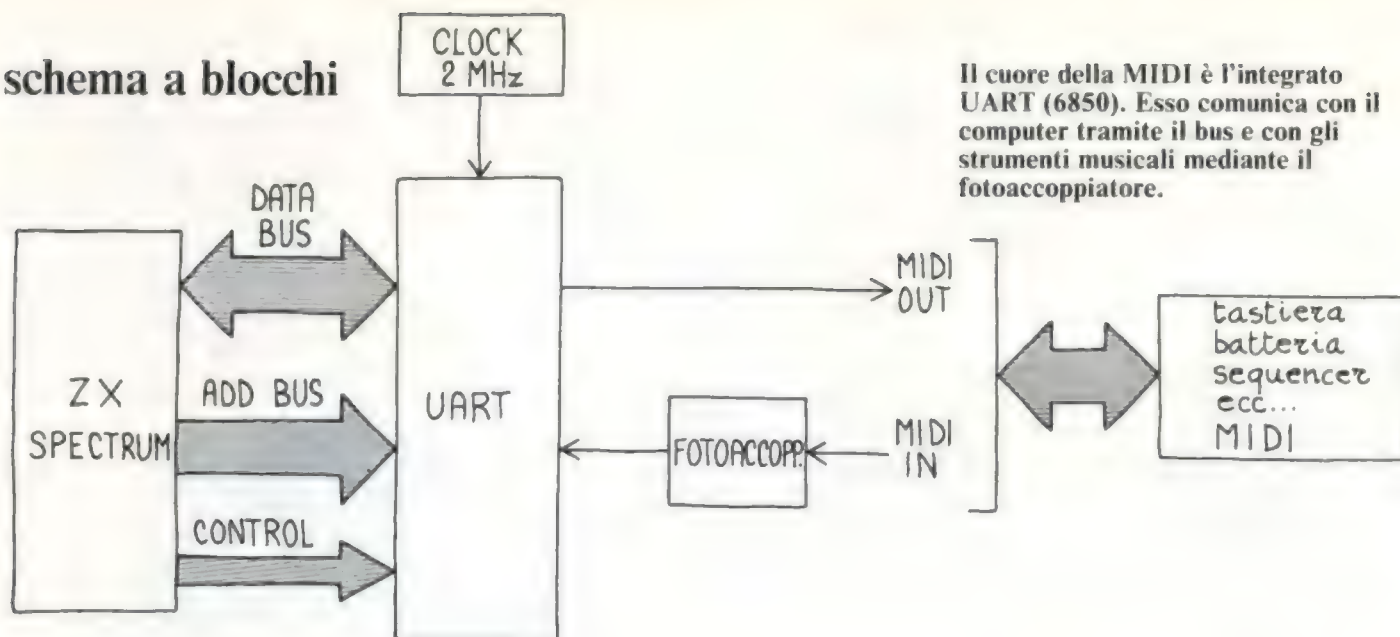 schema a blocchi
CLOCK
2 MHz
Il cuore della MIDI è l'integrato
UART (6850). Esso comunica con il
computer tramite il bus e con gli
strumenti musicali mediante il
fotoaccoppiatore.
DATA
BUS
ZX
SPECTRUM
ADD BUS
CONTROL
UART
MIDI
OUT
FOTOACCOPP.
MIDI
IN
tastiera
batteria
sequencer
ecc...
MIDI